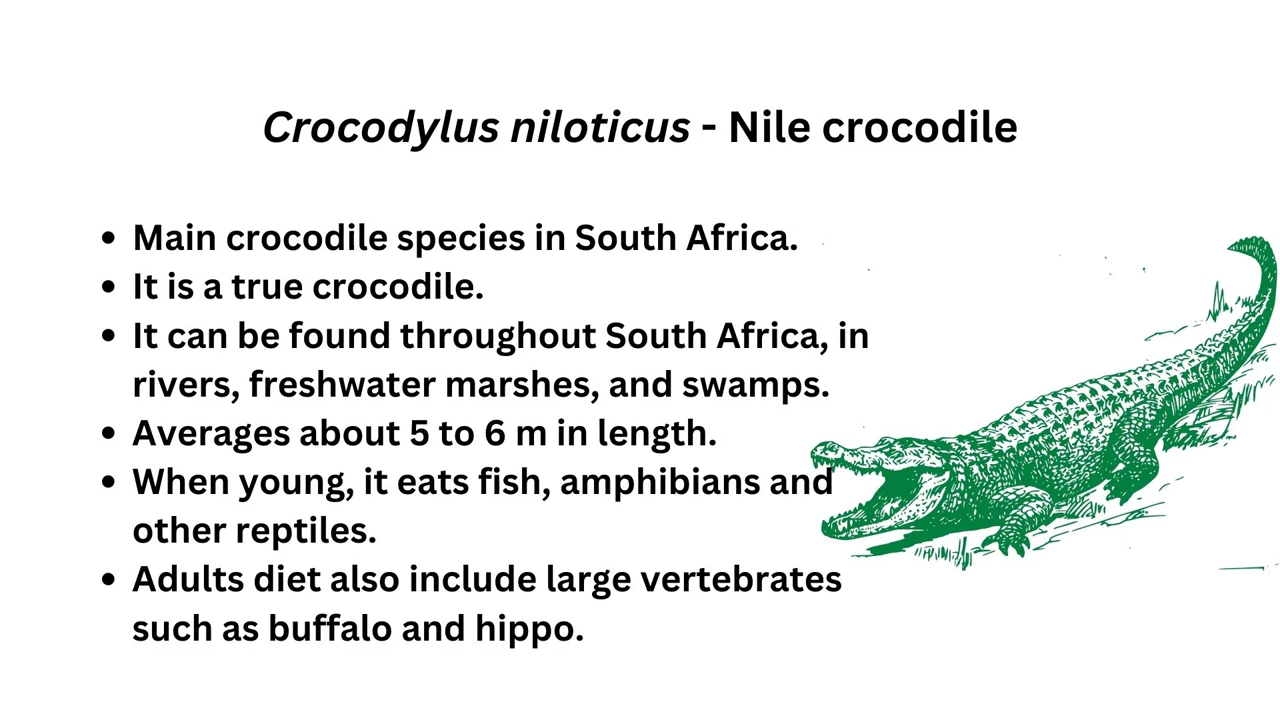 Crocodylus niloticus - Nile crocodile
• Main crocodile species in South Africa.
• It is a true crocodile.
• It can be found throughout South Africa, in
rivers, freshwater marshes, and swamps.
• Averages about 5 to 6 m in length.
• When young, it eats fish, amphibians and
other reptiles.
• Adults diet also include large vertebrates
such as buffalo and hippo.